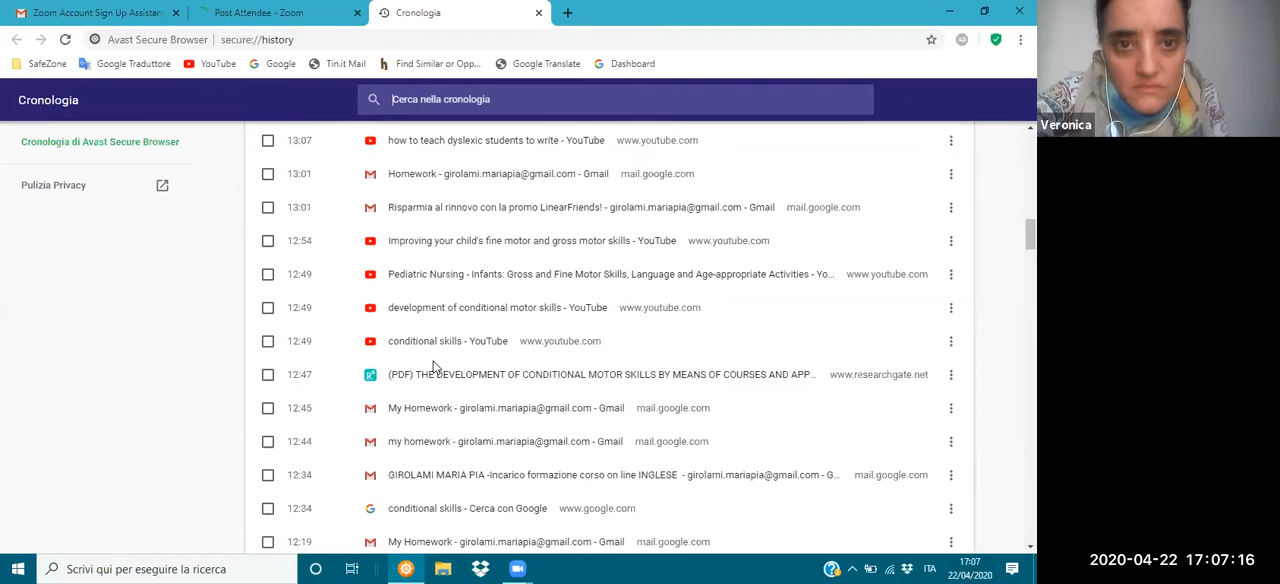 Zoom Account Sign Up Assistan
Post Attendee - Zoom
Cronologia
Avast Secure Browser
secure://history
SafeZone
Google Traduttore
YouTube
Google
Tin.it Mail
Find Similar or Opp...
Google Translate
Dashboard
Cronologia
Cerca nella cronologia
Cronologia di Avast Secure Browser
Pulizia Privacy
13:07 how to teach dyslexic students to write - YouTube www.youtube.com
13:01 Homework - girolami.mariapia@gmail.com - Gmail mail.google.com
13:01 Risparmia al rinnovo con la promo LinearFriends! - girolami.mariapia@gmail.com - Gmail mail.google.com
12:54 Improving your child's fine motor and gross motor skills - YouTube www.youtube.com
12:49 Pediatric Nursing - Infants: Gross and Fine Motor Skills, Language and Age-appropriate Activities - Yo... www.youtube.com
12:49 development of conditional motor skills - YouTube www.youtube.com
12:49 conditional skills - YouTube www.youtube.com
12:47 (PDF) THE DEVELOPMENT OF CONDITIONAL MOTOR SKILLS BY MEANS OF COURSES AND APP... www.researchgate.net
12:45 My Homework - girolami.mariapia@gmail.com - Gmail mail.google.com
12:44 my homework - girolami.mariapia@gmail.com - Gmail mail.google.com
12:34 GIROLAMI MARIA PIA -Incarico formazione corso on line INGLESE - girolami.mariapia@gmail.com - G... mail.google.com
12:34 conditional skills - Cerca con Google www.google.com
12:19 My Homework - girolami.mariapia@gmail.com - Gmail mail.google.com
Scrivi qui per eseguire la ricerca
ITA
17:07
22/04/2020
Veronica
2020-04-22 17:07:16